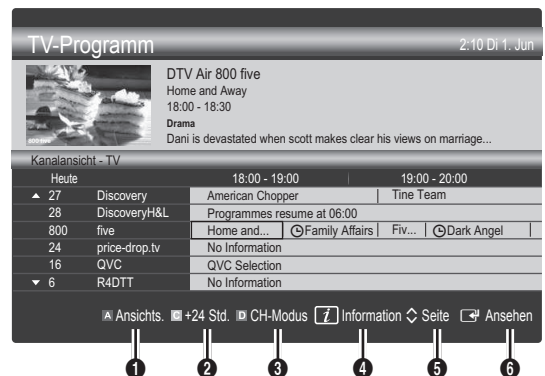 TV-Programm 2:10 Di 1. Jun
DTV Air 800 five
Home and Away
18:00 - 18:30
Drama
Dani is devastated when scott makes clear his views on marriage...
800 five
Kanalansicht - TV
Heute 18:00 - 19:00 19:00 - 20:00
▲ 27 Discovery American Chopper Tine Team
28 DiscoveryH&L Programmes resume at 06:00
800 five Home and... Family Affairs Fiv... Dark Angel
24 price-drop.tv No Information
16 QVC QVC Selection
▼ 6 R4DTT No Information
A Ansichts. C +24 Std. D CH-Modus i Information Seite Ansehen
1 2 3 4 5 6